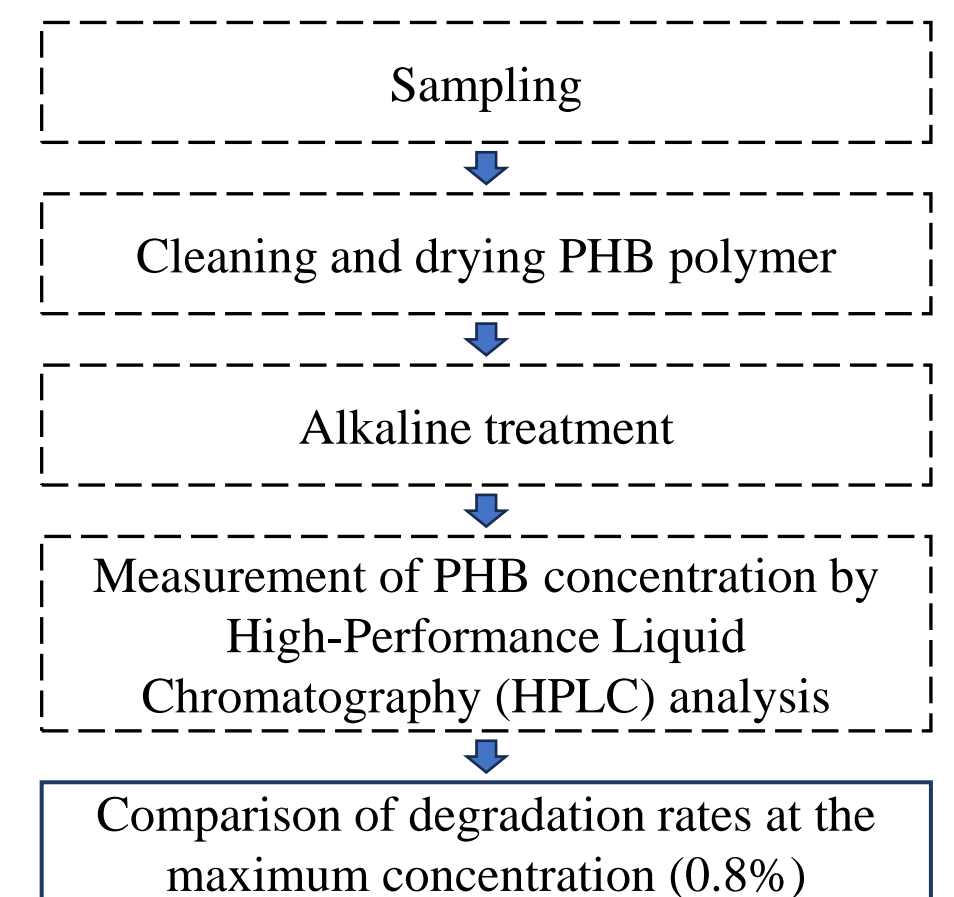 Sampling
Cleaning and drying PHB polymer
Alkaline treatment
Measurement of PHB concentration by
High-Performance Liquid
Chromatography (HPLC) analysis
Comparison of degradation rates at the
maximum concentration (0.8%)